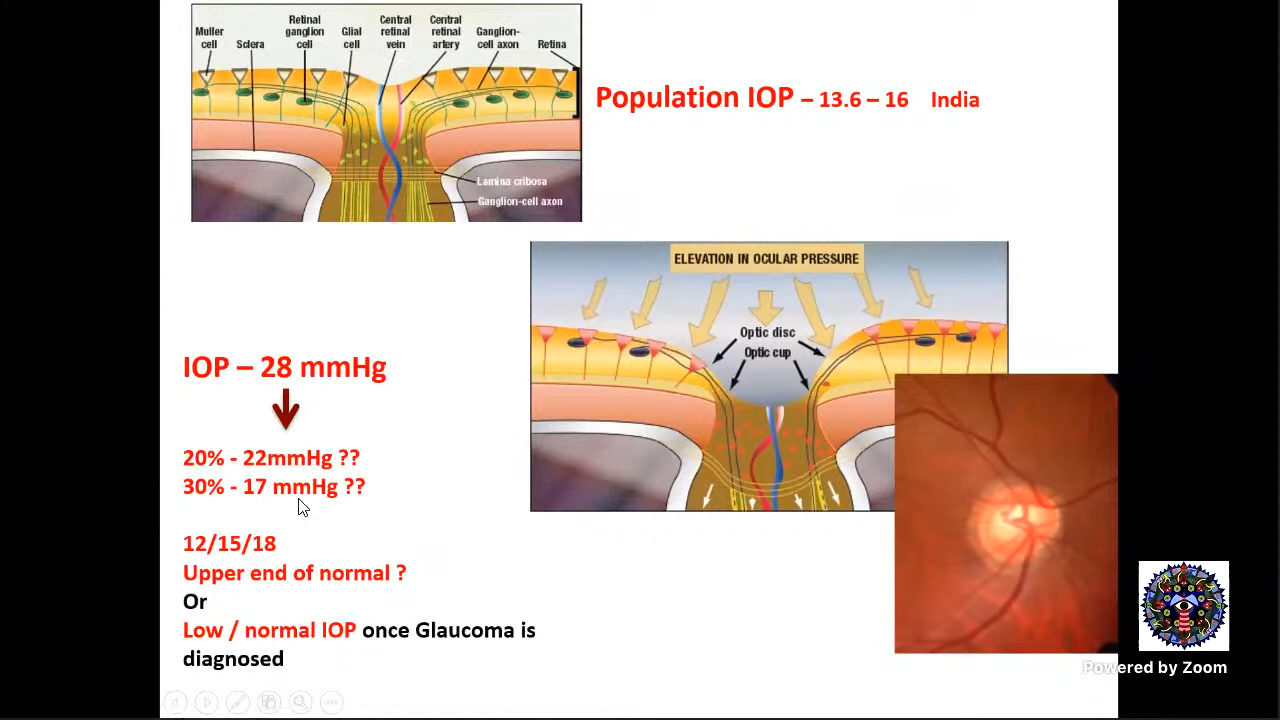 Muller cell
Sclera
Retinal ganglion cell
Glial cell
Central retinal vein
Central retinal artery
Ganglion-cell axon
Retina
Lamina cribosa
Ganglion-cell axon
Population IOP – 13.6 – 16 India
ELEVATION IN OCULAR PRESSURE
Optic disc
Optic cup
IOP – 28 mmHg
20% - 22mmHg ??
30% - 17 mmHg ??
12/15/18
Upper end of normal ?
Or
Low / normal IOP once Glaucoma is
diagnosed
Powered by Zoom